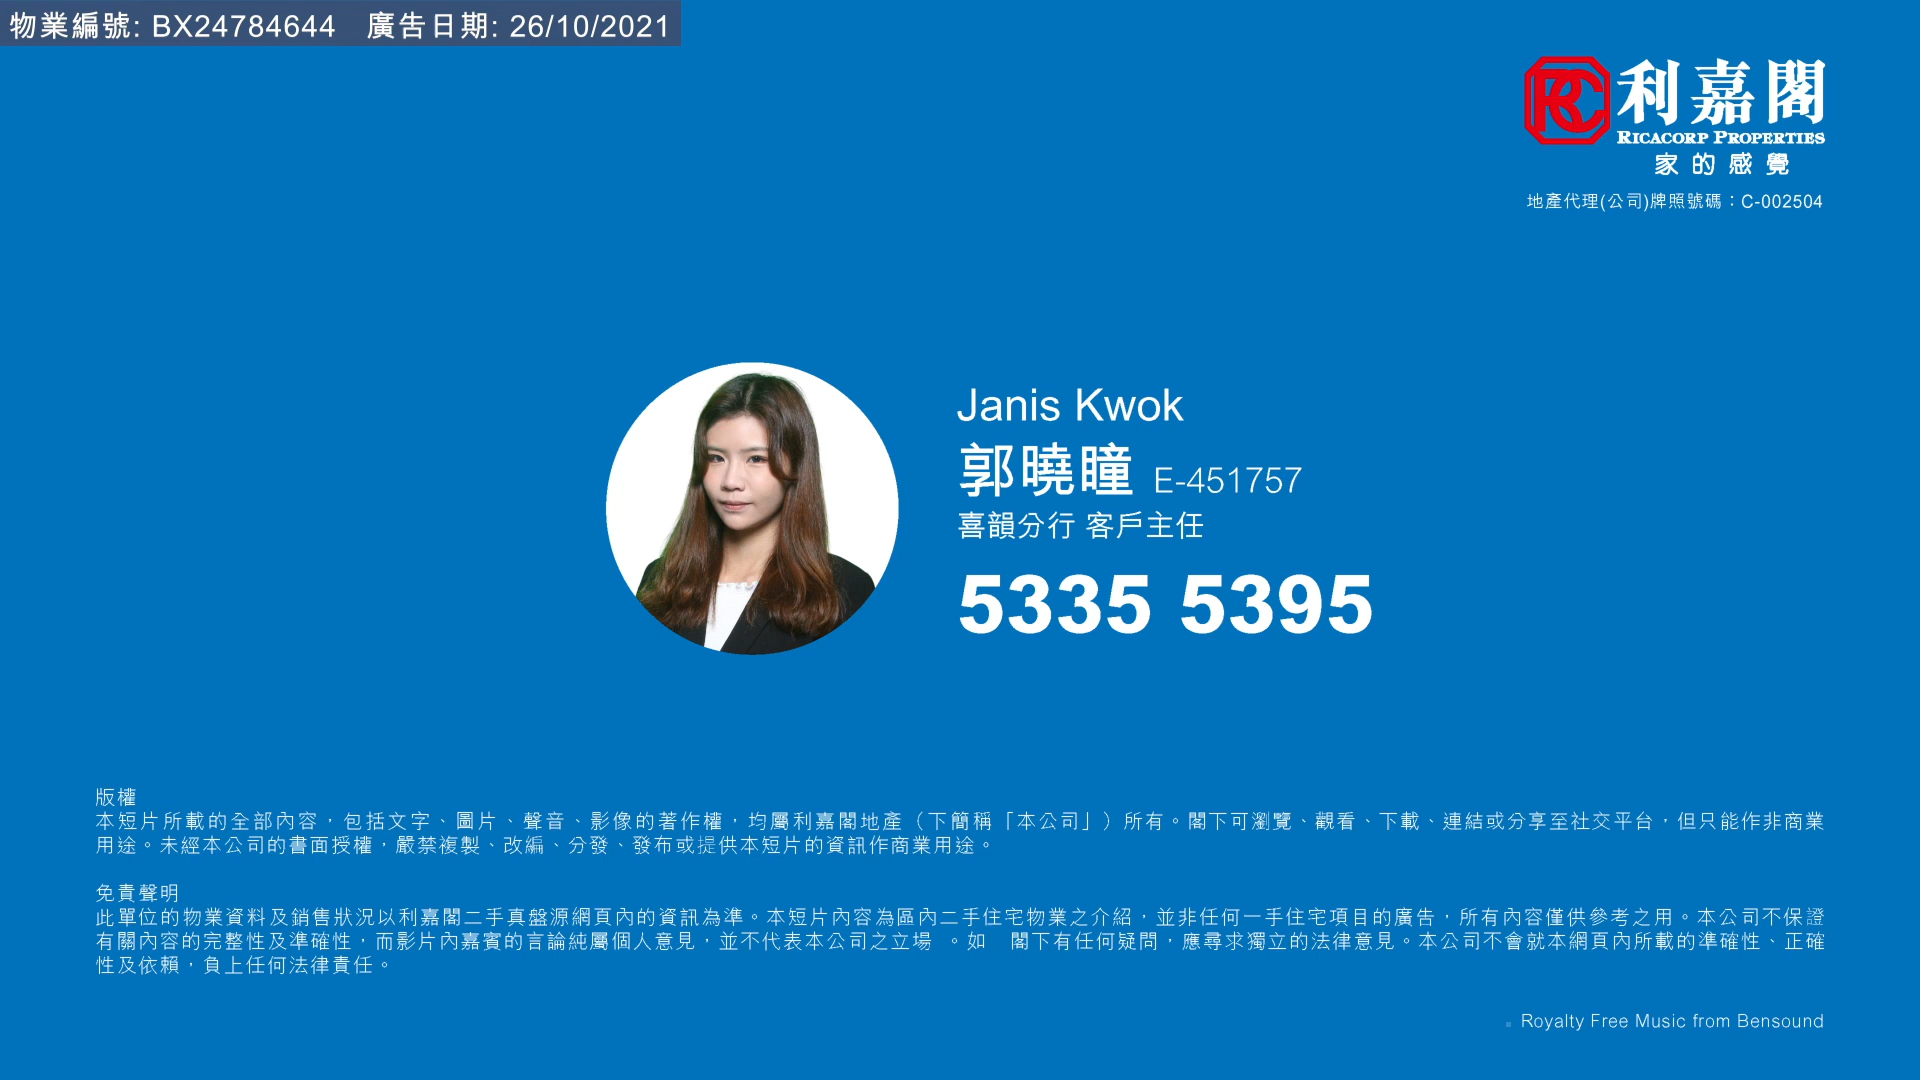 物業編號: BX24784644 廣告日期: 26/10/2021
RC 利嘉閣
RICACORP PROPERTIES
家的感覺
地產代理(公司)牌照號碼：C-002504
Janis Kwok
郭曉瞳 E-451757
喜韻分行 客戶主任
5335 5395
版權
本短片所載的全部內容，包括文字、圖片、聲音、影像的著作權，均屬利嘉閣地產（下簡稱「本公司」）所有。閣下可瀏覽、觀看、下載、連結或分享至社交平台，但只能作非商業
用途。未經本公司的書面授權，嚴禁複製、改編、分發、發布或提供本短片的資訊作商業用途。
免責聲明
此單位的物業資料及銷售狀況以利嘉閣二手真盤源網頁內的資訊為準。本短片內容為區內二手住宅物業之介紹，並非任何一手住宅項目的廣告，所有內容僅供參考之用。本公司不保證
有關內容的完整性及準確性，而影片內嘉賓的言論純屬個人意見，並不代表本公司之立場 。如 閣下有任何疑問，應尋求獨立的法律意見。本公司不會就本網頁內所載的準確性、正確
性及依賴，負上任何法律責任。
Royalty Free Music from Bensound